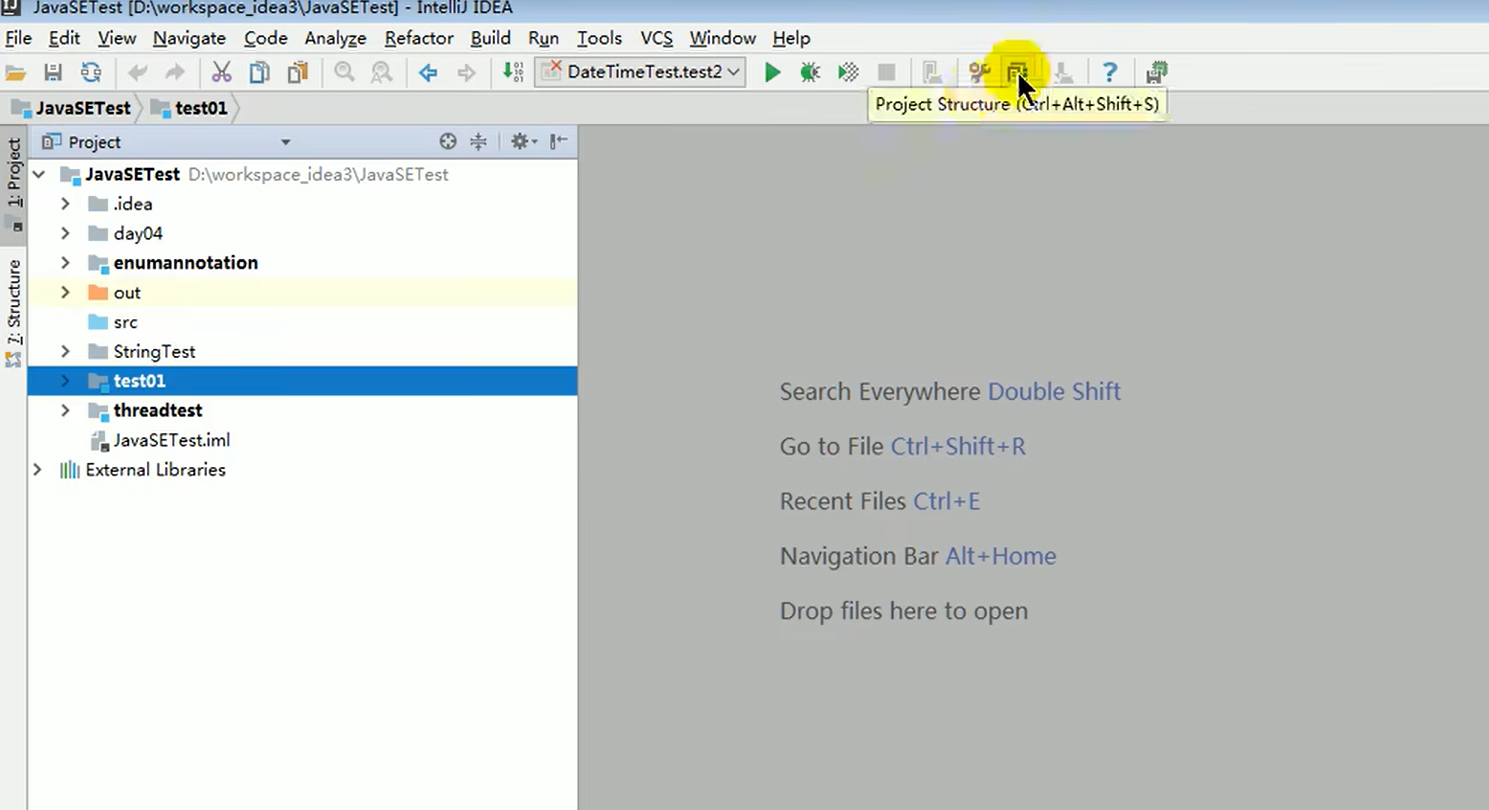 JavaSETest [D:\workspace_idea3\JavaSETest] - IntelliJ IDEA
File Edit View Navigate Code Analyze Refactor Build Run Tools VCS Window Help
DateTimeTest.test2
JavaSETest test01
Project Structure (Ctrl+Alt+Shift+S)
1: Project
Project
JavaSETest D:\workspace_idea3\JavaSETest
.idea
day04
enumannotation
out
src
StringTest
test01
threadtest
JavaSETest.iml
External Libraries
7: Structure
Search Everywhere Double Shift
Go to File Ctrl+Shift+R
Recent Files Ctrl+E
Navigation Bar Alt+Home
Drop files here to open